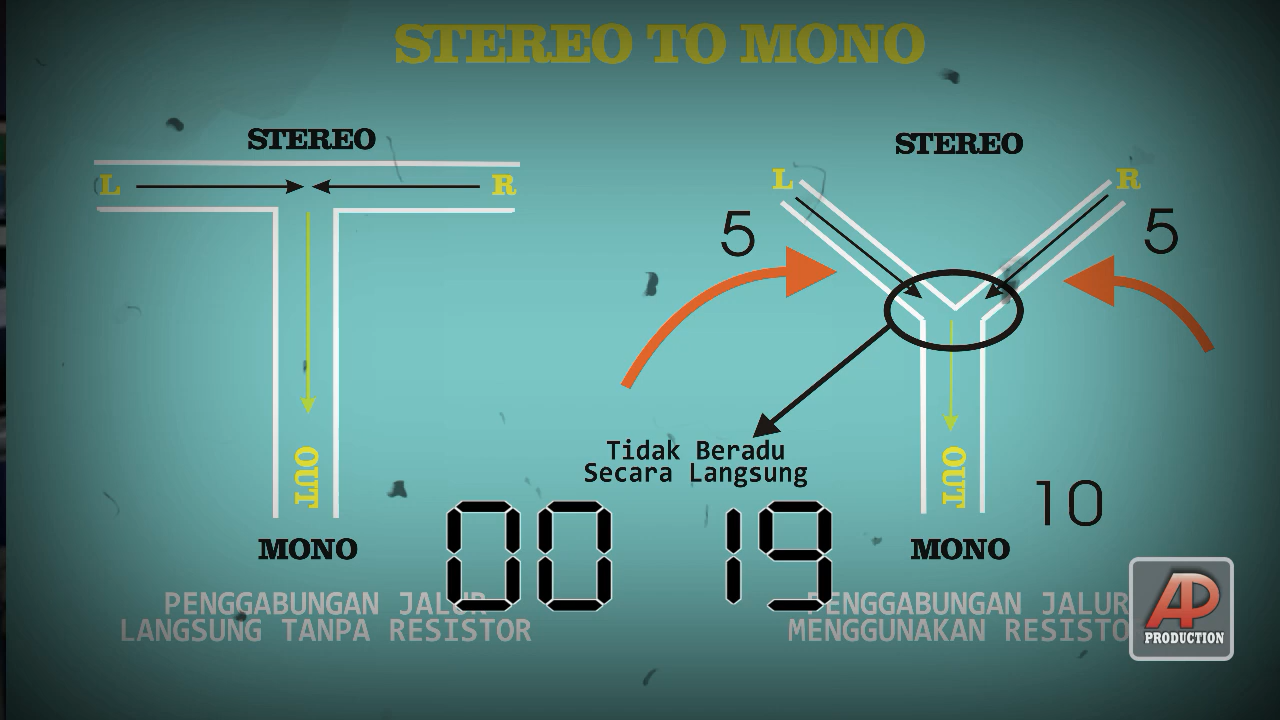 STEREO TO MONO
STEREO
L
R
OUT
MONO
PENGGABUNGAN JALUR
LANGSUNG TANPA RESISTOR
STEREO
L
R
5
5
Tidak Beradu
Secara Langsung
OUT
10
MONO
00 19
PENGGABUNGAN JALUR
MENGGUNAKAN RESISTO
AP
PRODUCTION